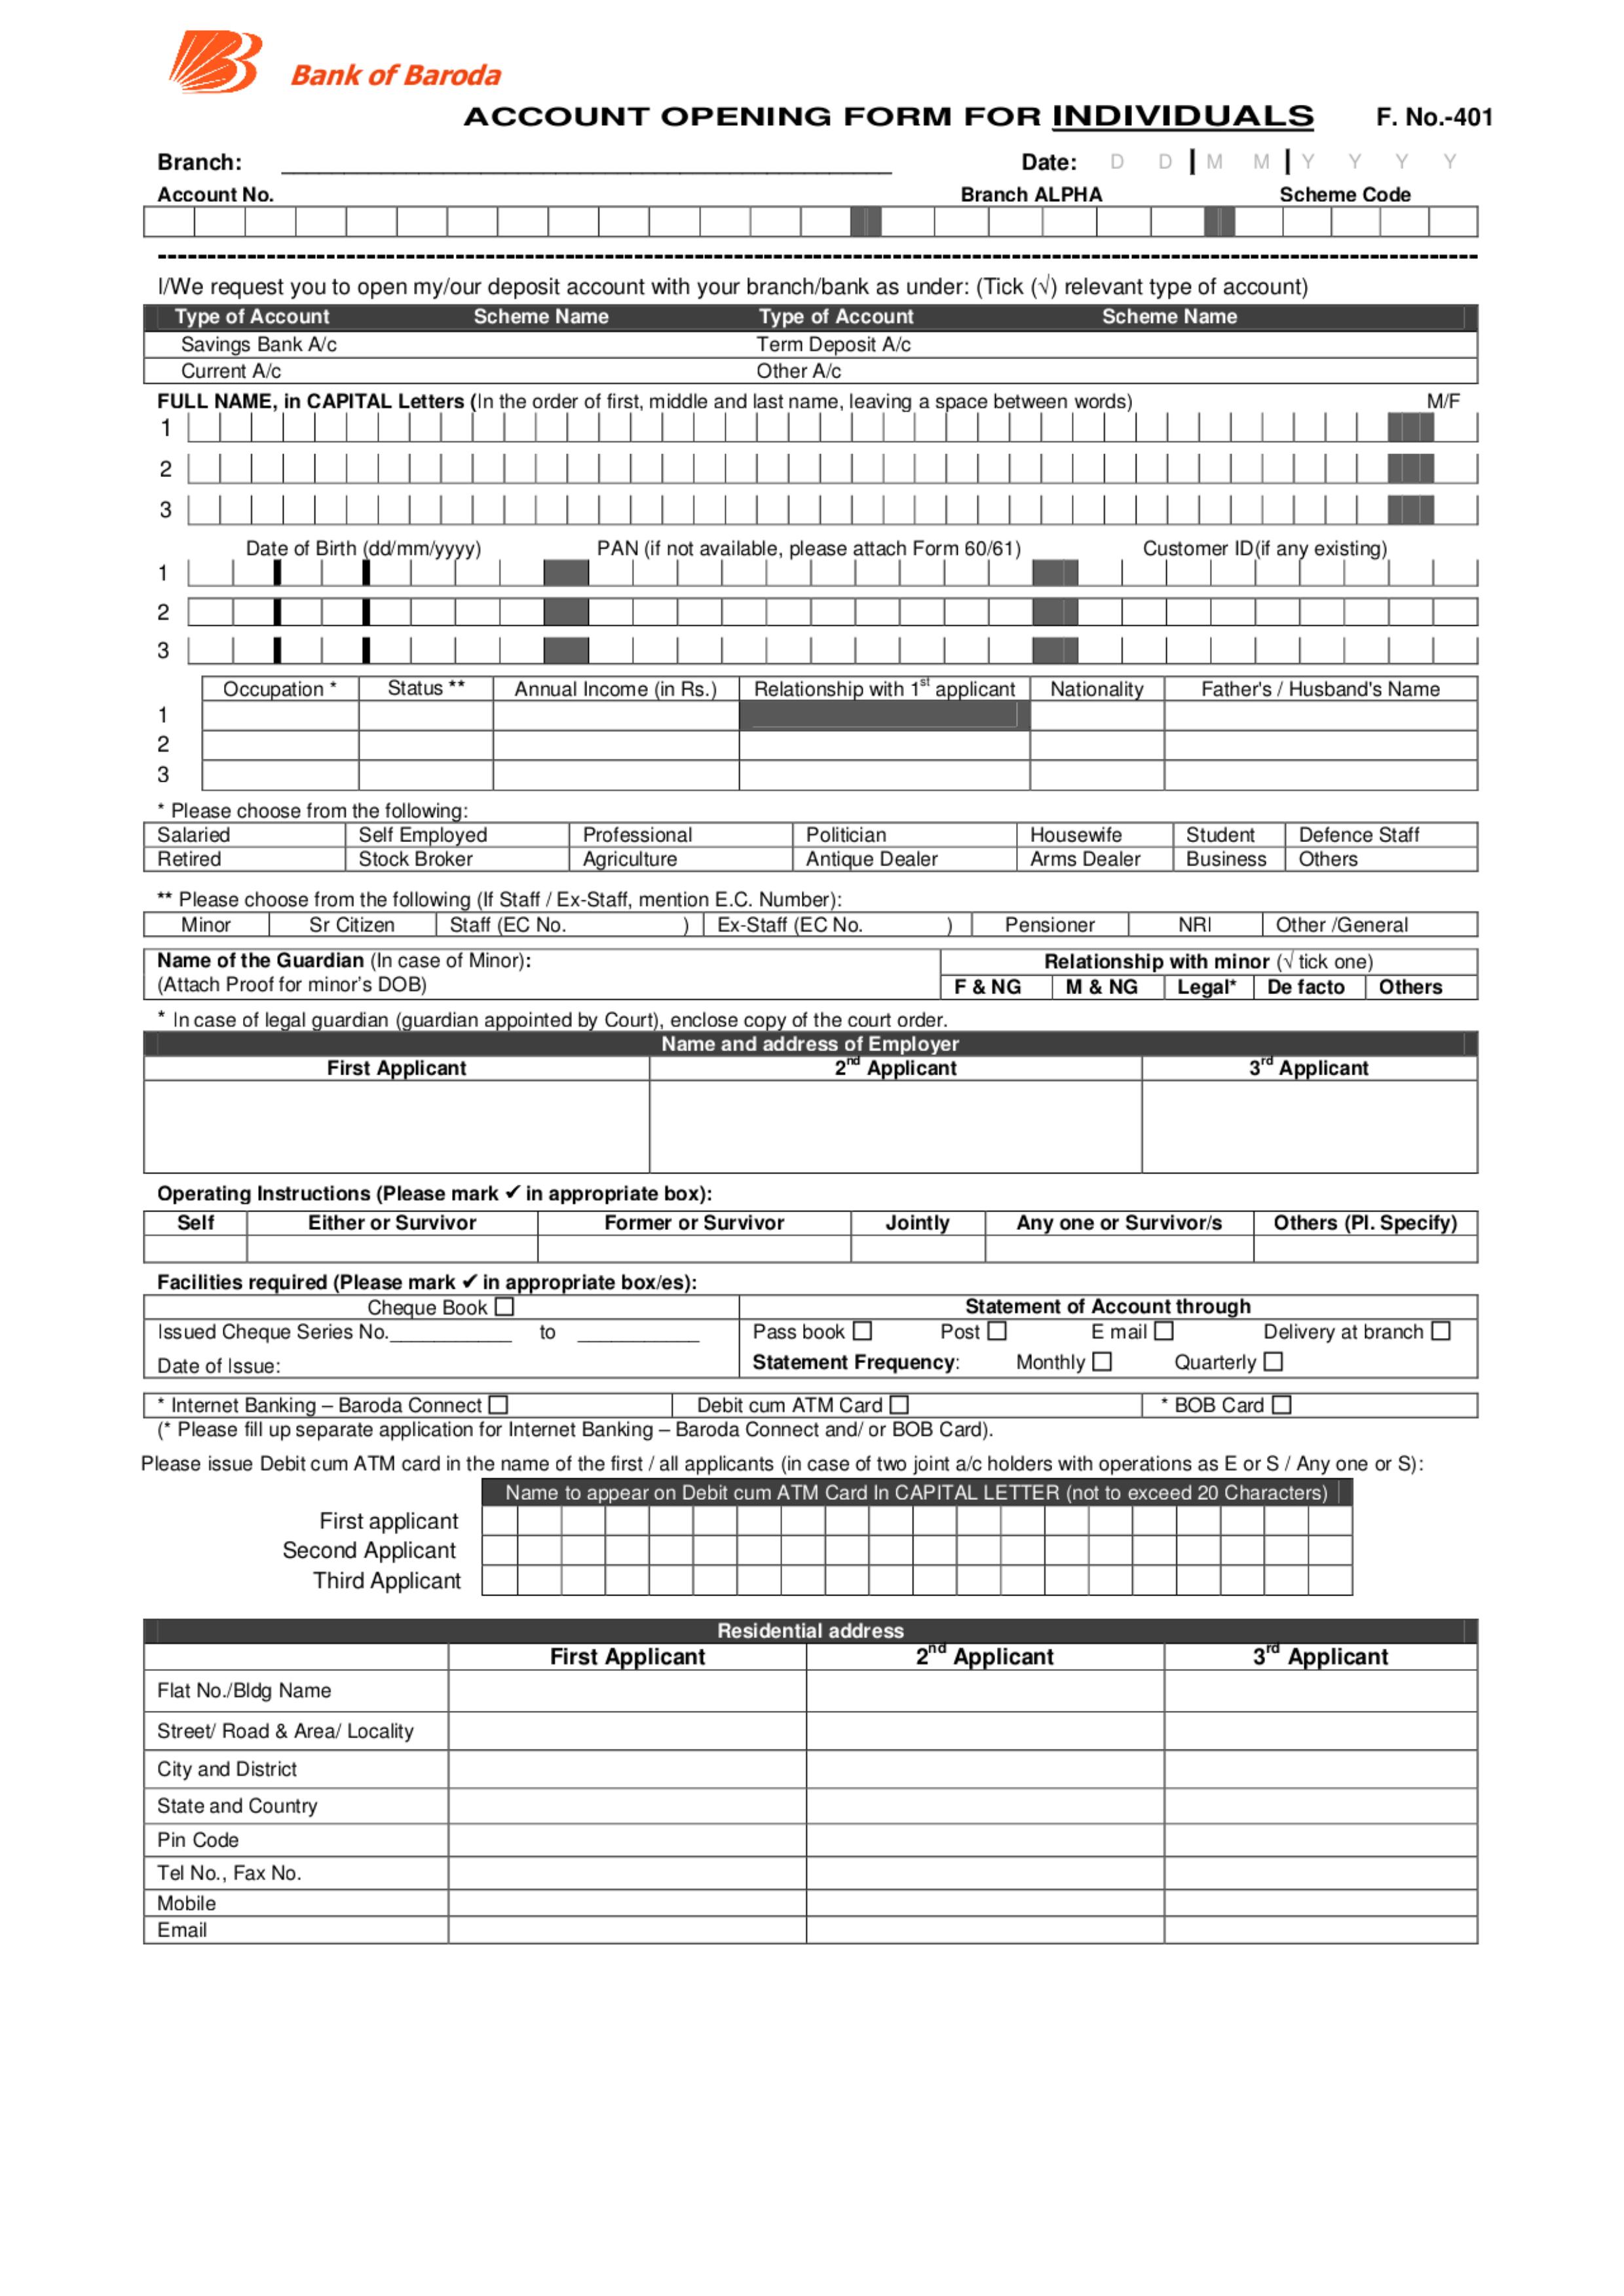 Bank of Baroda
ACCOUNT OPENING FORM FOR INDIVIDUALS F. No.-401
Branch: ________________________ Date: D D M M Y Y Y Y
Account No. Branch ALPHA Scheme Code
I/We request you to open my/our deposit account with your branch/bank as under: (Tick (√) relevant type of account)
Type of Account Scheme Name Type of Account Scheme Name
Savings Bank A/c Term Deposit A/c
Current A/c Other A/c
FULL NAME, in CAPITAL Letters (In the order of first, middle and last name, leaving a space between words) M/F
1
2
3
Date of Birth (dd/mm/yyyy) PAN (if not available, please attach Form 60/61) Customer ID(if any existing)
1
2
3
Occupation * Status ** Annual Income (in Rs.) Relationship with 1st applicant Nationality Father's / Husband's Name
1
2
3
* Please choose from the following:
Salaried Self Employed Professional Politician Housewife Student Defence Staff
Retired Stock Broker Agriculture Antique Dealer Arms Dealer Business Others
** Please choose from the following (If Staff / Ex-Staff, mention E.C. Number):
Minor Sr Citizen Staff (EC No. ) Ex-Staff (EC No. ) Pensioner NRI Other /General
Name of the Guardian (In case of Minor): Relationship with minor (√ tick one)
(Attach Proof for minor's DOB) F & NG M & NG Legal* De facto Others
* In case of legal guardian (guardian appointed by Court), enclose copy of the court order.
Name and address of Employer
First Applicant 2nd Applicant 3rd Applicant
Operating Instructions (Please mark ✓ in appropriate box):
Self Either or Survivor Former or Survivor Jointly Any one or Survivor/s Others (Pl. Specify)
Facilities required (Please mark ✓ in appropriate box/es):
Cheque Book Statement of Account through
Issued Cheque Series No.___________ to ___________ Pass book Post E mail Delivery at branch
Date of Issue: Statement Frequency: Monthly Quarterly
* Internet Banking – Baroda Connect Debit cum ATM Card * BOB Card
(* Please fill up separate application for Internet Banking – Baroda Connect and/ or BOB Card).
Please issue Debit cum ATM card in the name of the first / all applicants (in case of two joint a/c holders with operations as E or S / Any one or S):
Name to appear on Debit cum ATM Card In CAPITAL LETTER (not to exceed 20 Characters)
First applicant
Second Applicant
Third Applicant
Residential address
First Applicant 2nd Applicant 3rd Applicant
Flat No./Bldg Name
Street/ Road & Area/ Locality
City and District
State and Country
Pin Code
Tel No., Fax No.
Mobile
Email